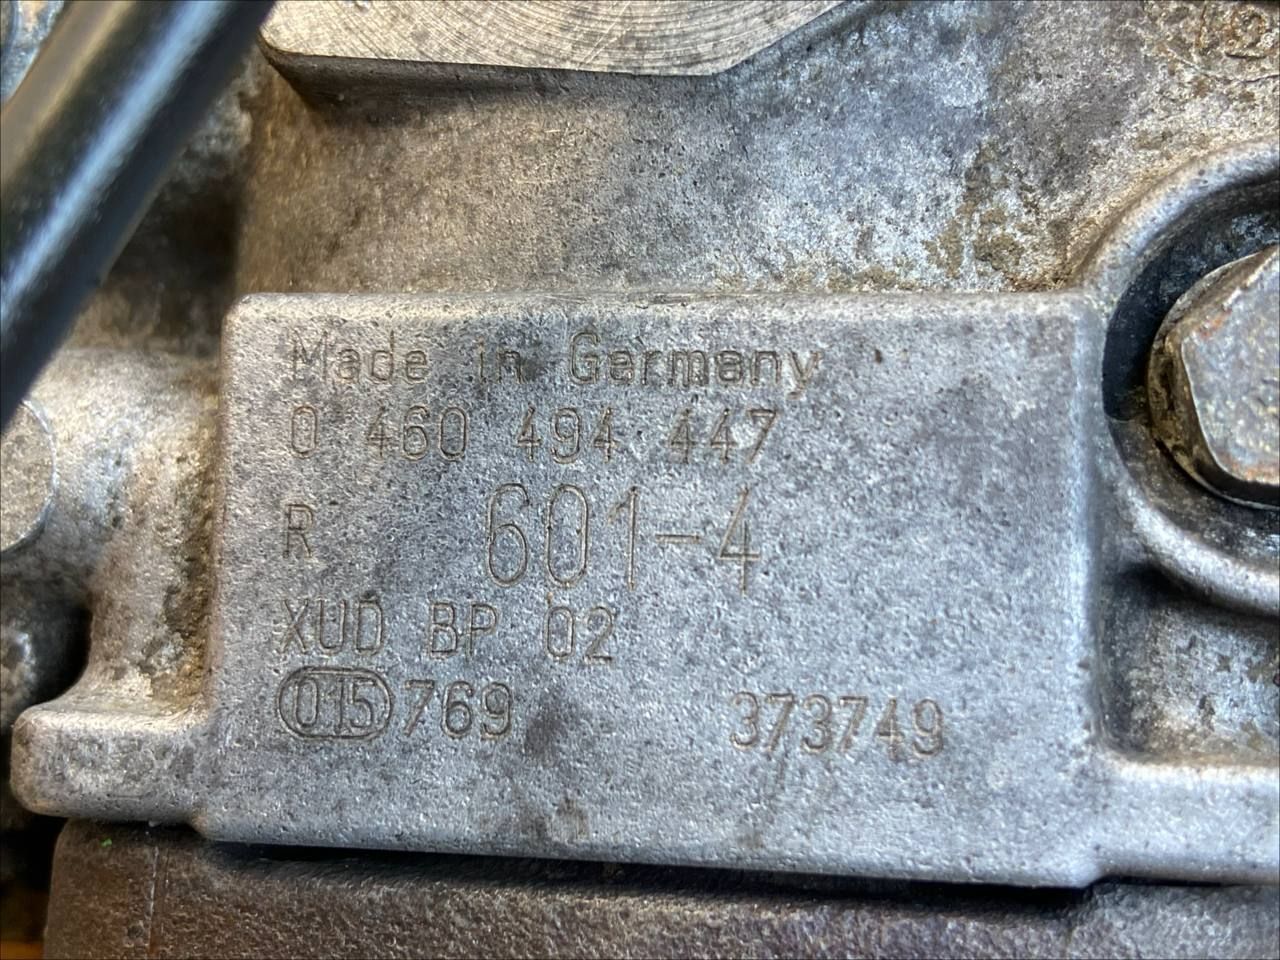 Made in Germany
0 460 494 447
R 601-4
XUD BP 02
015 769 373749